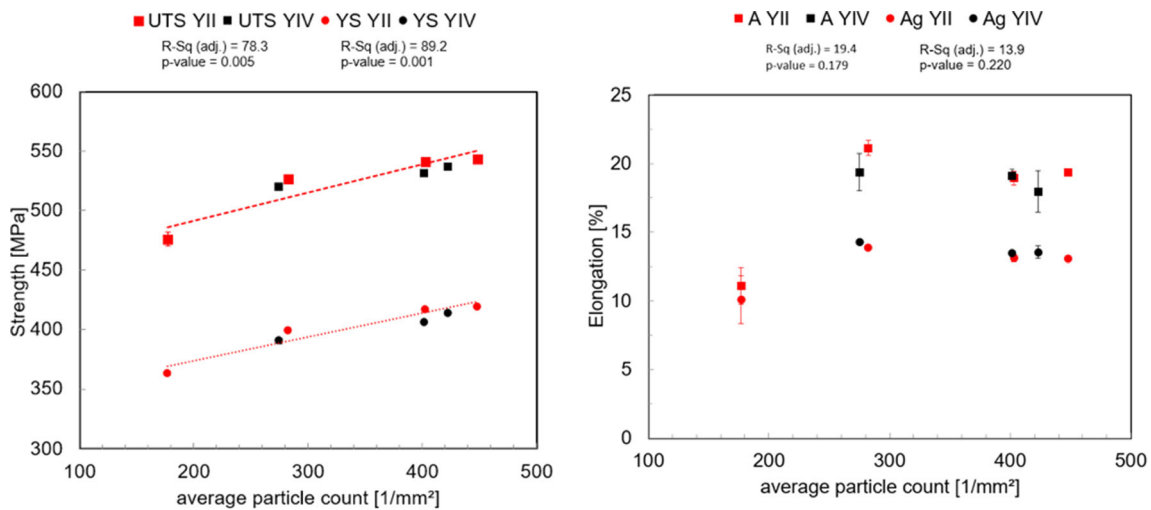 UTS YII UTS YIV YS YII YS YIV
R-Sq (adj.) = 78.3 R-Sq (adj.) = 89.2
p-value = 0.005 p-value = 0.001
600
550
500
450
400
350
300
Strength [MPa]
100 200 300 400 500
average particle count [1/mm²]
A YII A YIV Ag YII Ag YIV
R-Sq (adj.) = 19.4 R-Sq (adj.) = 13.9
p-value = 0.179 p-value = 0.220
25
20
15
10
5
0
Elongation [%]
100 200 300 400 500
average particle count [1/mm²]